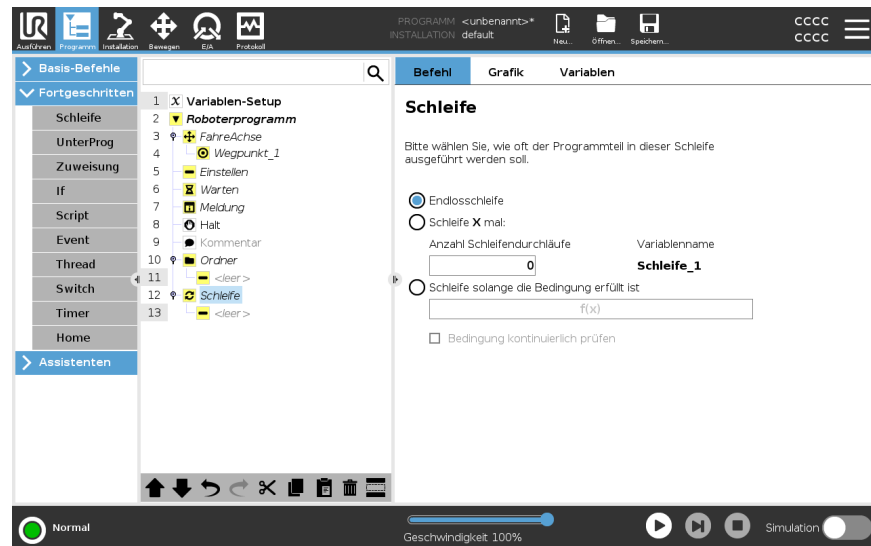 PROGRAMM <unbenannt>*
INSTALLATION default
cccc
cccc
UR
Ausführen Programm Installation Bewegen E/A Protokoll Neu... Öffnen... Speichern...
Basis-Befehle
Fortgeschritten
Schleife
UnterProg
Zuweisung
If
Script
Event
Thread
Switch
Timer
Home
Assistenten
1 X Variablen-Setup
2 Roboterprogramm
3 FahreAchse
4 Wegpunkt_1
5 Einstellen
6 Warten
7 Meldung
8 Halt
9 Kommentar
10 Ordner
11 <leer>
12 Schleife
13 <leer>
Befehl Grafik Variablen
Schleife
Bitte wählen Sie, wie oft der Programmteil in dieser Schleife
ausgeführt werden soll.
Endlosschleife
Schleife X mal:
Anzahl Schleifendurchläufe Variablenname
0 Schleife_1
Schleife solange die Bedingung erfüllt ist
f(x)
Bedingung kontinuierlich prüfen
Normal
Geschwindigkeit 100%
Simulation